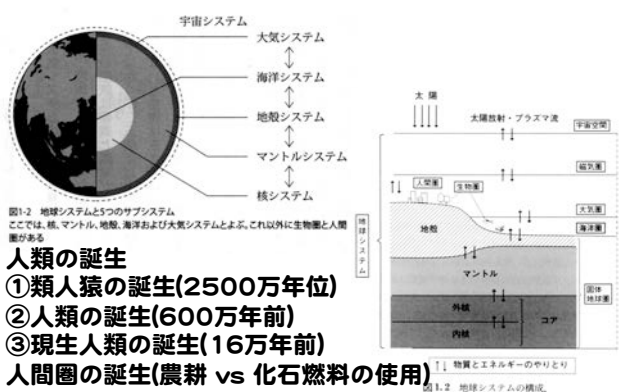 宇宙システム
大気システム
海洋システム
地殻システム
マントルシステム
核システム
図1-2 地球システムと5つのサブシステム
ここでは、核、マントル、地殻、海洋および大気システムとよぶ。これ以外に生物圏と人間
圏がある
人類の誕生
①類人猿の誕生(2500万年位)
②人類の誕生(600万年前)
③現生人類の誕生(16万年前)
人間圏の誕生(農耕 vs 化石燃料の使用)
太陽
太陽放射・プラズマ流
宇宙空間
磁気圏
人間圏
生物圏
大気圏
海洋圏
地殻
地球システム
マントル
固体
地球圏
外核
コア
内核
↑↓ 物質とエネルギーのやりとり
図1.2 地球システムの構成